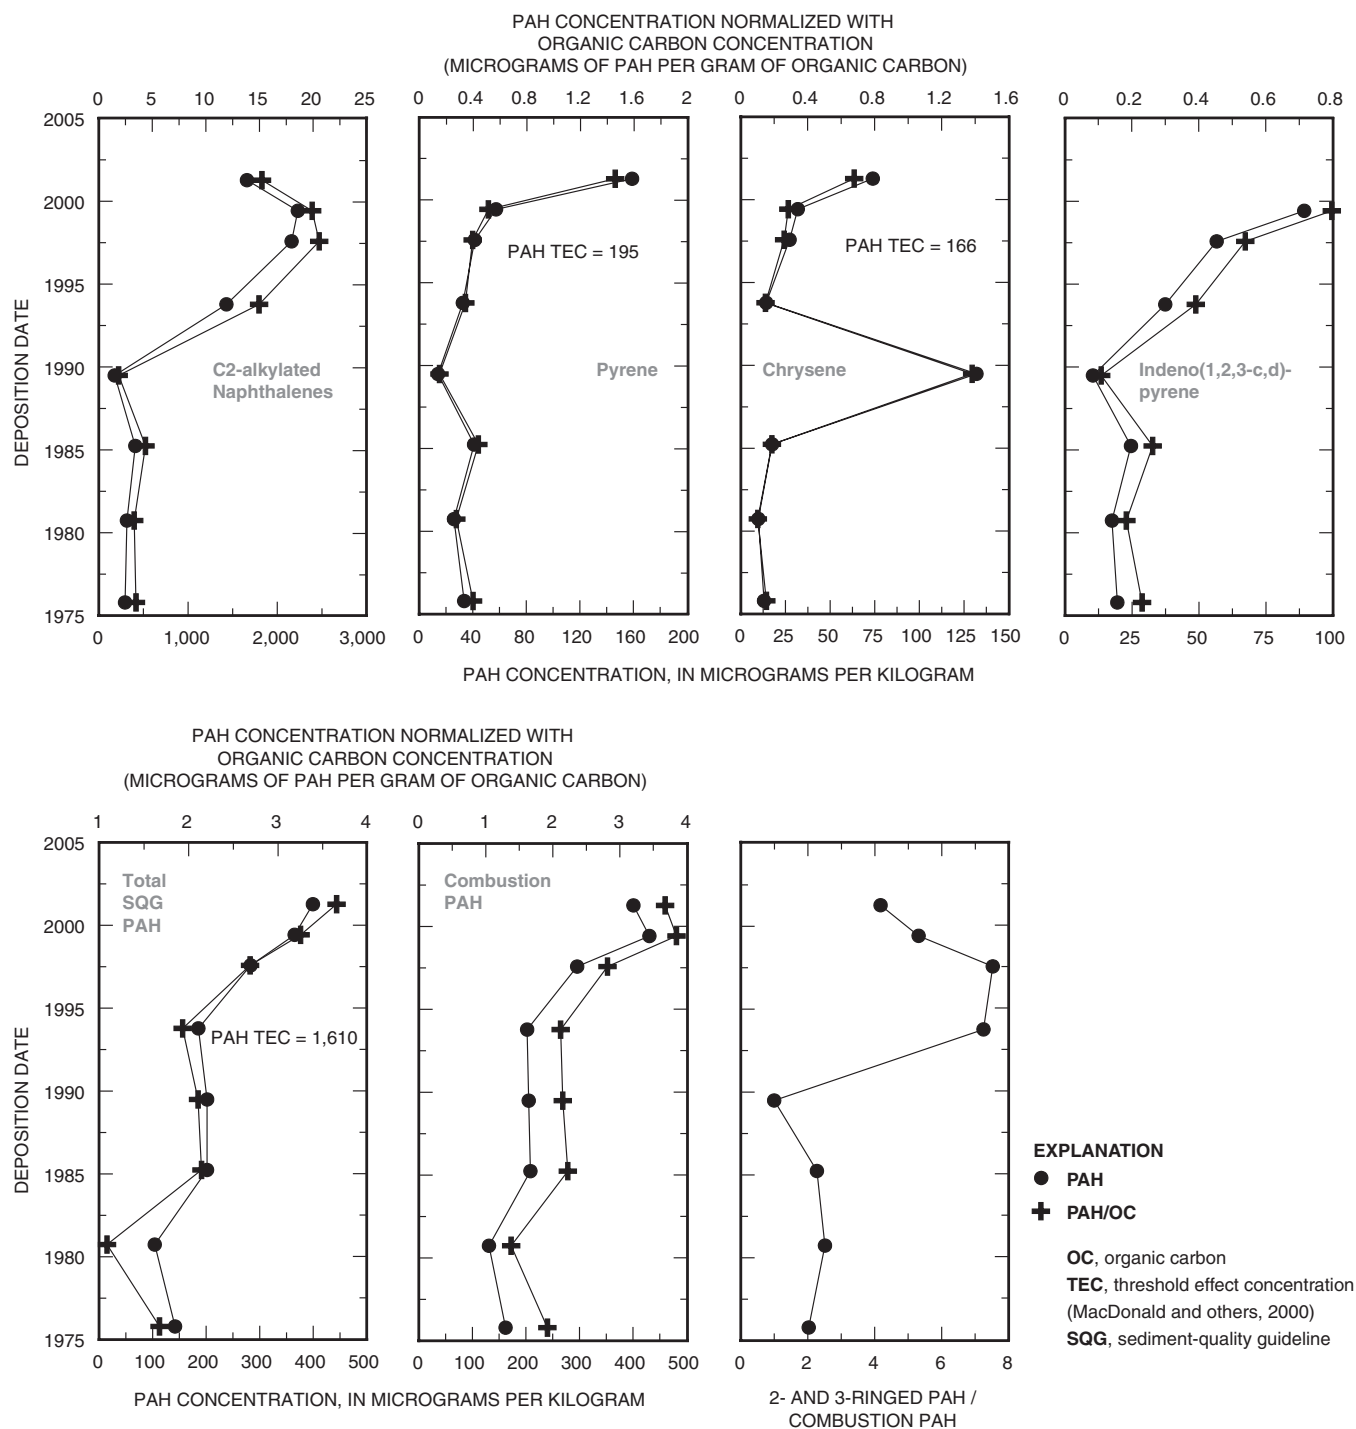 PAH CONCENTRATION NORMALIZED WITH
ORGANIC CARBON CONCENTRATION
(MICROGRAMS OF PAH PER GRAM OF ORGANIC CARBON)
0 5 10 15 20 25
0 0.4 0.8 1.2 1.6 2
0 0.4 0.8 1.2 1.6
0 0.2 0.4 0.6 0.8
DEPOSITION DATE
2005
2000
1995
1990
1985
1980
1975
C2-alkylated
Naphthalenes
PAH TEC = 195
Pyrene
PAH TEC = 166
Chrysene
Indeno(1,2,3-c,d)-
pyrene
0 1,000 2,000 3,000
0 40 80 120 160 200
0 25 50 75 100 125 150
0 25 50 75 100
PAH CONCENTRATION, IN MICROGRAMS PER KILOGRAM
PAH CONCENTRATION NORMALIZED WITH
ORGANIC CARBON CONCENTRATION
(MICROGRAMS OF PAH PER GRAM OF ORGANIC CARBON)
1 2 3 4
0 1 2 3 4
DEPOSITION DATE
2005
2000
1995
1990
1985
1980
1975
Total
SQG
PAH
PAH TEC = 1,610
Combustion
PAH
0 100 200 300 400 500
100 200 300 400 500
0 2 4 6 8
PAH CONCENTRATION, IN MICROGRAMS PER KILOGRAM
2- AND 3-RINGED PAH /
COMBUSTION PAH
EXPLANATION
PAH
PAH/OC
OC, organic carbon
TEC, threshold effect concentration
(MacDonald and others, 2000)
SQG, sediment-quality guideline